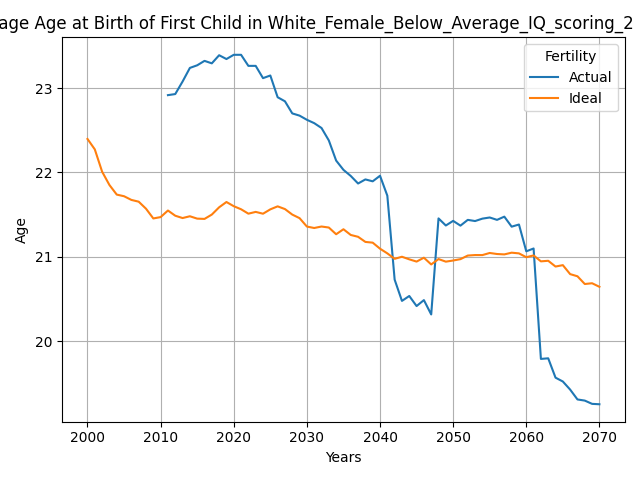 age Age at Birth of First Child in White_Female_Below_Average_IQ_scoring_2
Fertility
Actual
Ideal
Age
23
22
21
20
2000 2010 2020 2030 2040 2050 2060 2070
Years